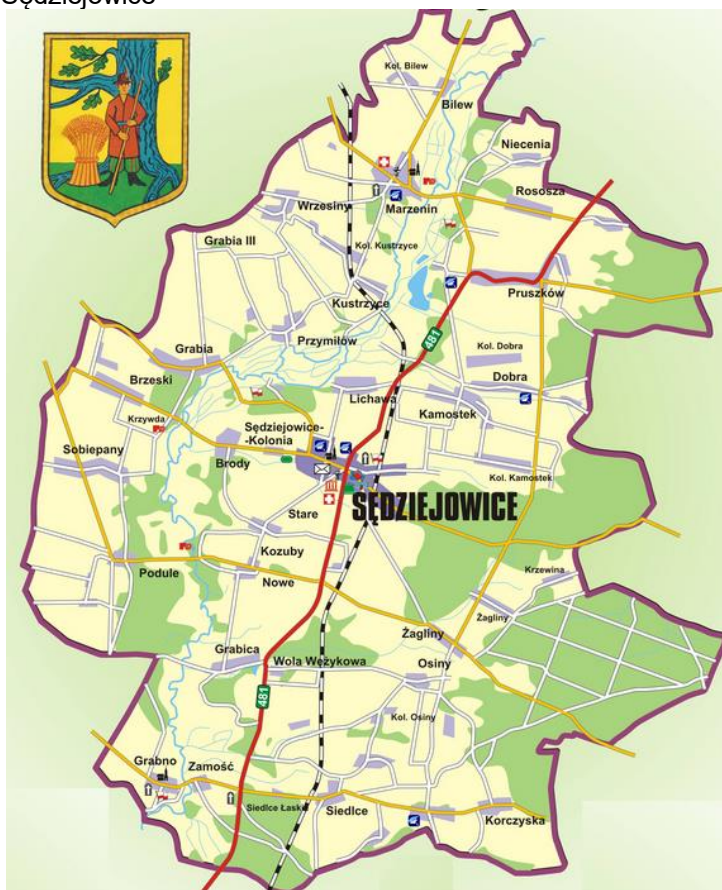 Sędziejowice
Kol. Bilew
Bilew
Niecenia
Rososza
Marzenin
Wrzesiny
Kol. Kustrzyce
Grabia III
Pruszków
Kustrzyce
481
Przymiłów
Kol. Dobra
Grabia
Dobra
Brzeski
Lichawa
Kamostek
Krzywda
Sędziejowice-
-Kolonia
Sobiepany
Brody
Kol. Kamostek
SĘDZIEJOWICE
Stare
Kozuby
Nowe
Podule
Krzewina
Żagliny
Żagliny
Grabica
Wola Wężykowa
Osiny
481
Kol. Osiny
Grabno
Zamość
Siedlce Łaskie
Siedlce
Korczyska